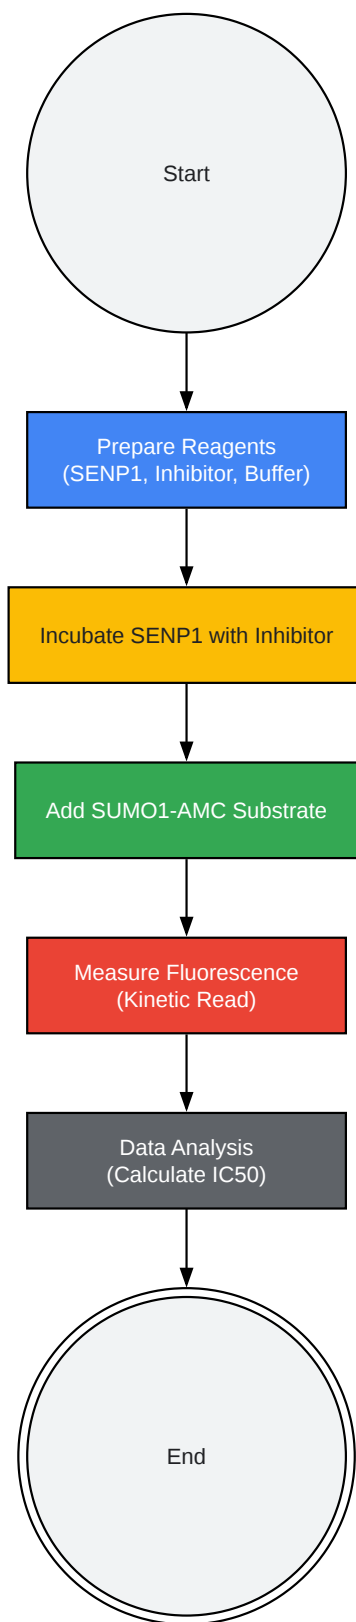 Start
Prepare Reagents
(SENP1, Inhibitor, Buffer)
Incubate SENP1 with Inhibitor
Add SUMO1-AMC Substrate
Measure Fluorescence
(Kinetic Read)
Data Analysis
(Calculate IC50)
End